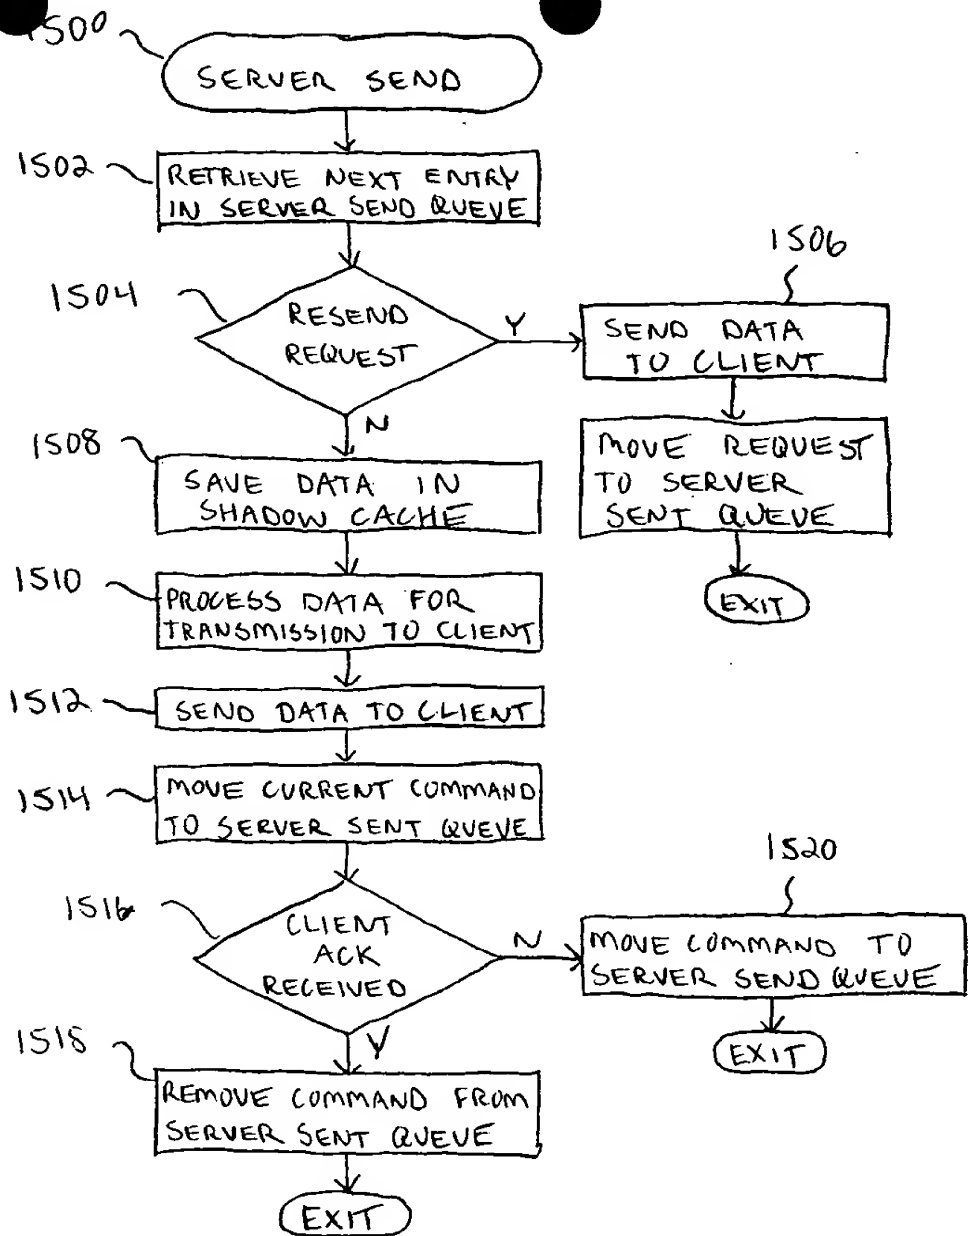 1500
SERVER SEND
1502
RETRIEVE NEXT ENTRY
IN SERVER SEND QUEUE
1504
RESEND
REQUEST
Y
N
1506
SEND DATA
TO CLIENT
MOVE REQUEST
TO SERVER
SENT QUEUE
EXIT
1508
SAVE DATA IN
SHADOW CACHE
1510
PROCESS DATA FOR
TRANSMISSION TO CLIENT
1512
SEND DATA TO CLIENT
1514
MOVE CURRENT COMMAND
TO SERVER SENT QUEUE
1516
CLIENT
ACK
RECEIVED
N
Y
1520
MOVE COMMAND TO
SERVER SEND QUEUE
EXIT
1518
REMOVE COMMAND FROM
SERVER SENT QUEUE
EXIT